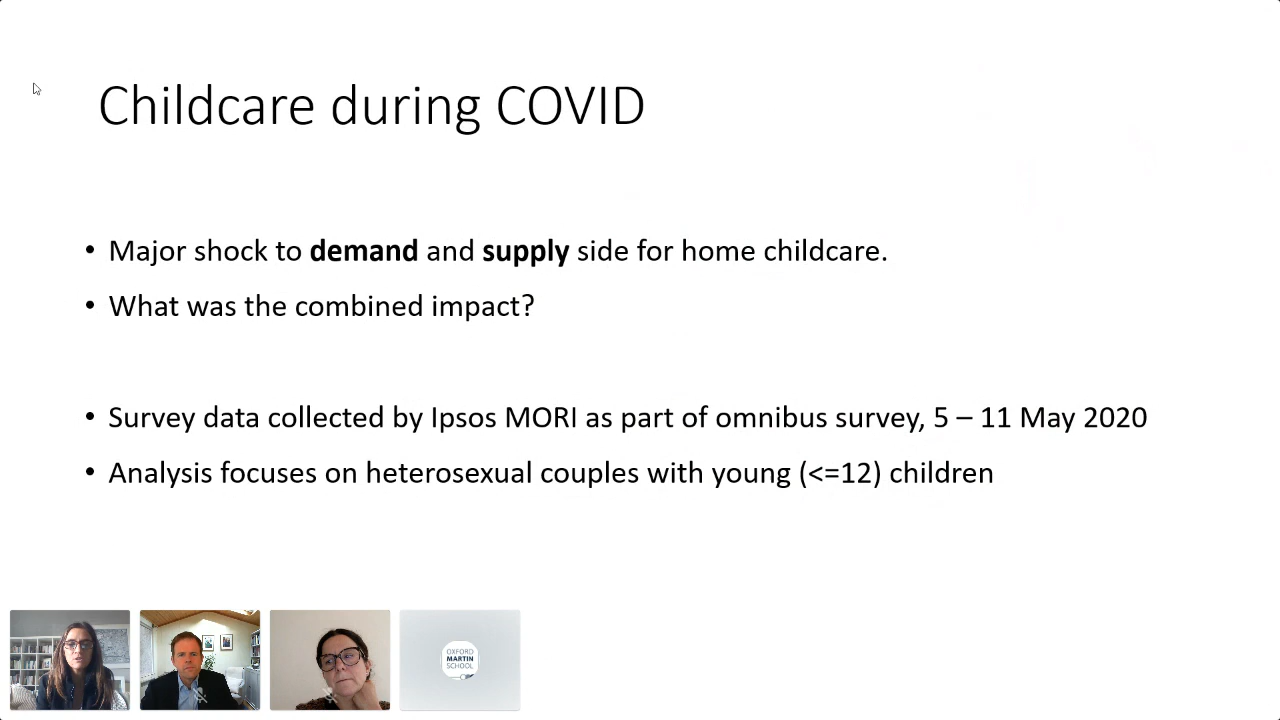 Childcare during COVID
• Major shock to demand and supply side for home childcare.
• What was the combined impact?
• Survey data collected by Ipsos MORI as part of omnibus survey, 5 – 11 May 2020
• Analysis focuses on heterosexual couples with young (<=12) children
OXFORD
MARTIN
SCHOOL